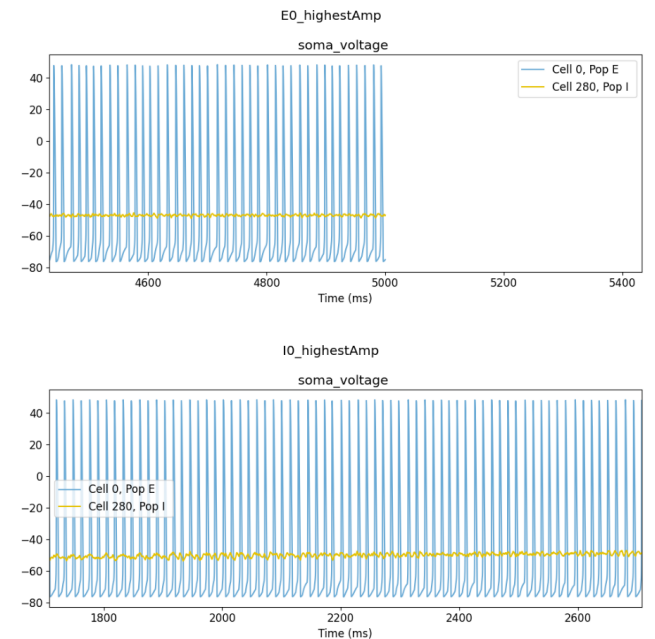 E0_highestAmp
soma_voltage
Cell 0, Pop E
Cell 280, Pop I
40
20
0
−20
−40
−60
−80
4600 4800 5000 5200 5400
Time (ms)
I0_highestAmp
soma_voltage
40
20
0
Cell 0, Pop E
−20
Cell 280, Pop I
−40
−60
−80
1800 2000 2200 2400 2600
Time (ms)